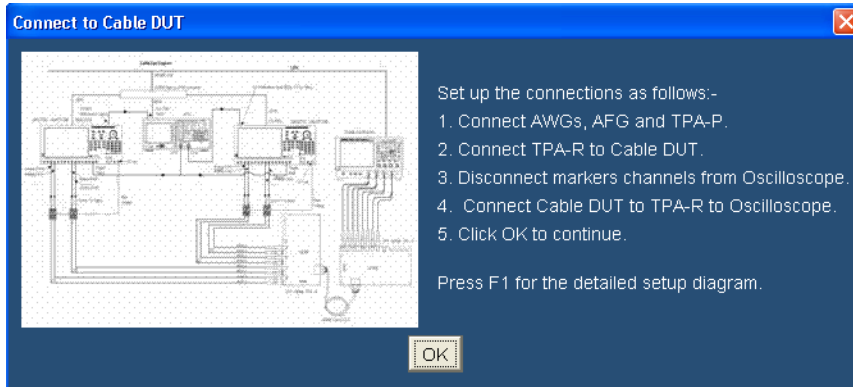 Connect to Cable DUT
Set up the connections as follows:-
1. Connect AWGs, AFG and TPA-P.
2. Connect TPA-R to Cable DUT.
3. Disconnect markers channels from Oscilloscope.
4. Connect Cable DUT to TPA-R to Oscilloscope.
5. Click OK to continue.
Press F1 for the detailed setup diagram.
OK